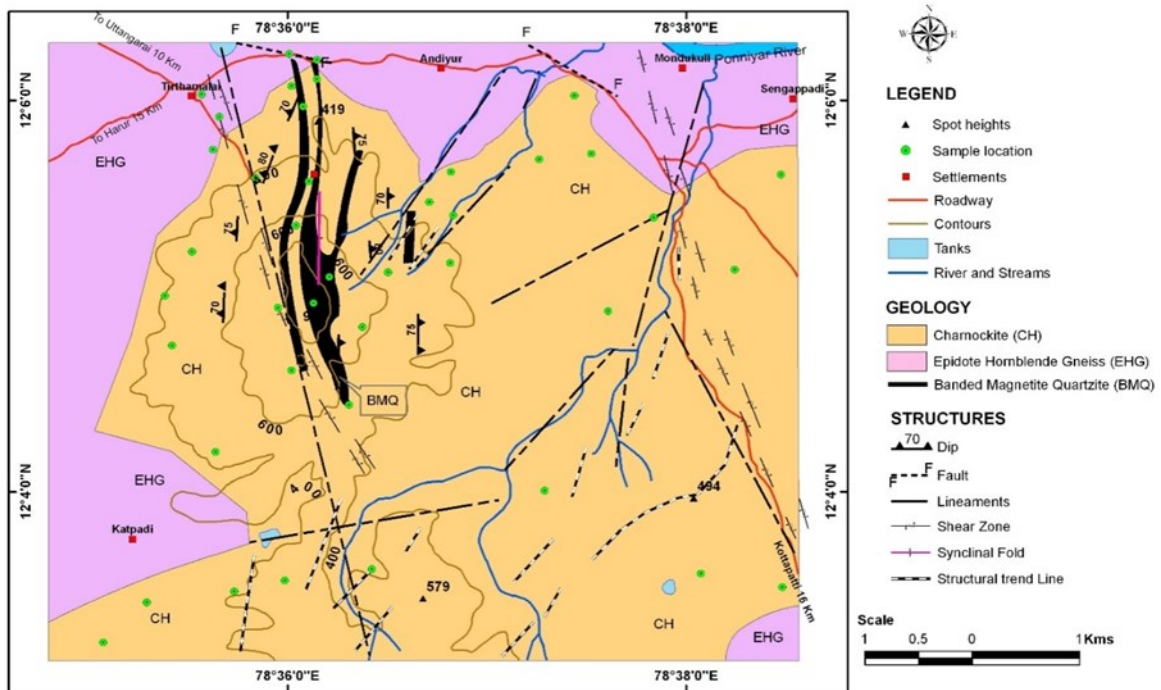 78°36'0"E
78°38'0"E
N
W
E
S
12°6'0"N
12°4'0"N
To Uttangarai 10 Km
F
F
F
F
Andiyur
Mondukuli
Ponniyar River
Tirthamalai
Sengappadi
To Harur 15 Km
EHG
EHG
CH
419
70
75
80
70
75
600
600
70
75
CH
CH
BMQ
600
EHG
400
494
Katpadi
400
579
CH
CH
EHG
Kottapatti 16 Km
78°36'0"E
78°38'0"E
12°6'0"N
12°4'0"N
LEGEND
Spot heights
Sample location
Settlements
Roadway
Contours
Tanks
River and Streams
GEOLOGY
Charnockite (CH)
Epidote Hornblende Gneiss (EHG)
Banded Magnetite Quartzite (BMQ)
STRUCTURES
70 Dip
F F Fault
Lineaments
Shear Zone
Synclinal Fold
Structural trend Line
Scale
1 0.5 0 1 Kms